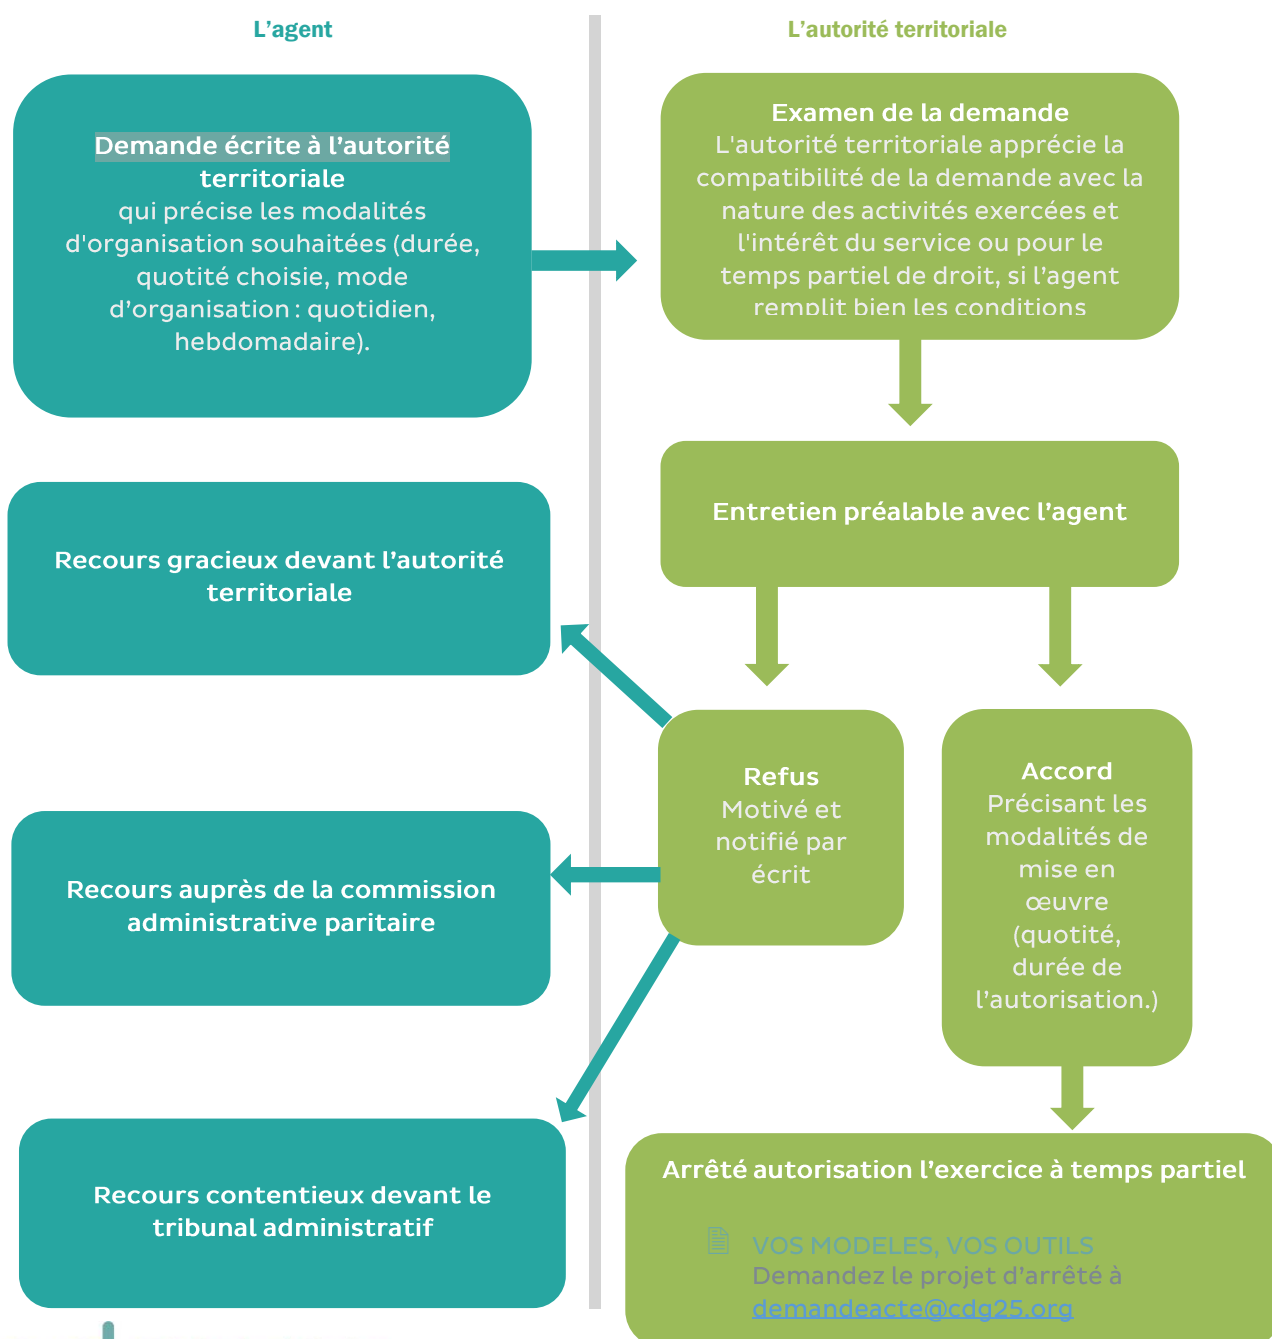 L’agent
L’autorité territoriale
Demande écrite à l’autorité
territoriale
qui précise les modalités
d'organisation souhaitées (durée,
quotité choisie, mode
d’organisation : quotidien,
hebdomadaire).
Examen de la demande
L'autorité territoriale apprécie la
compatibilité de la demande avec la
nature des activités exercées et
l'intérêt du service ou pour le
temps partiel de droit, si l’agent
remplit bien les conditions
Entretien préalable avec l’agent
Recours gracieux devant l’autorité
territoriale
Refus
Motivé et
notifié par
écrit
Accord
Précisant les
modalités de
mise en
œuvre
(quotité,
durée de
l’autorisation.)
Recours auprès de la commission
administrative paritaire
Recours contentieux devant le
tribunal administratif
Arrêté autorisation l’exercice à temps partiel
VOS MODELES, VOS OUTILS
Demandez le projet d’arrêté à
demandeacte@cdg25.org